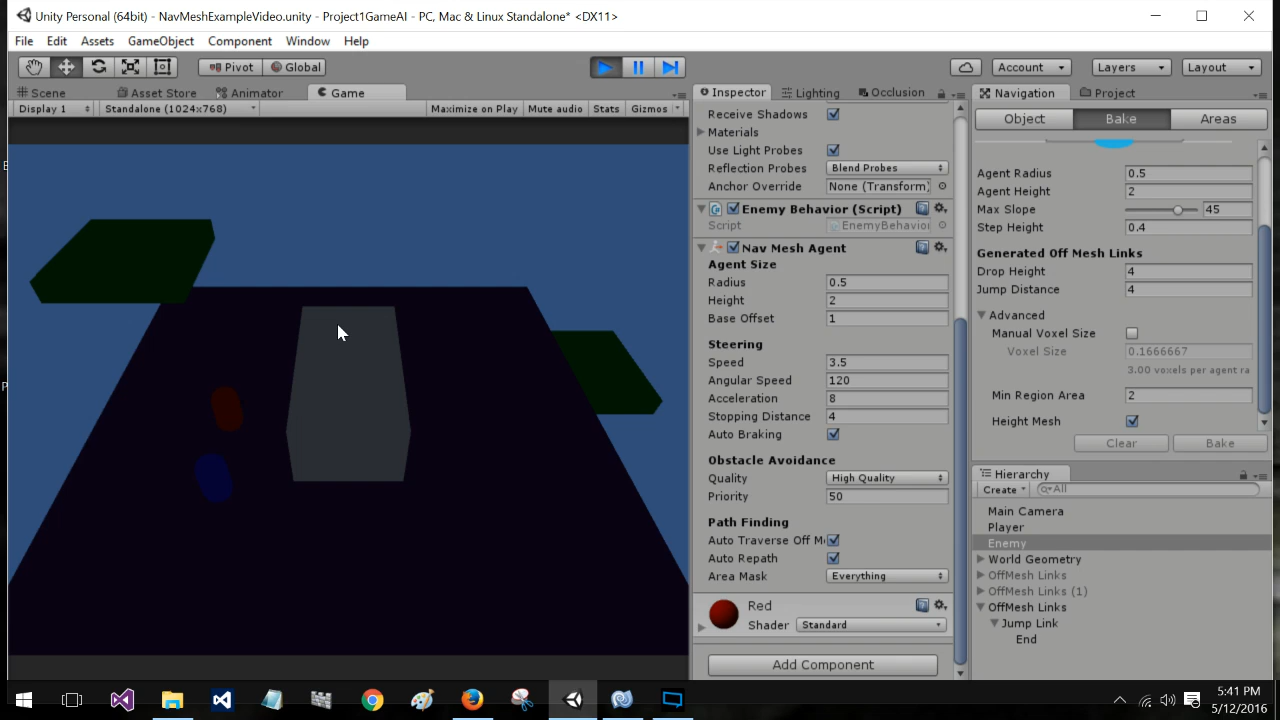 Unity Personal (64bit) - NavMeshExampleVideo.unity - Project1GameAI - PC, Mac & Linux Standalone* <DX11>
File Edit Assets GameObject Component Window Help
Pivot Global Account Layers Layout
Scene Asset Store Animator Game
Display 1 Standalone (1024x768) Maximize on Play Mute audio Stats Gizmos
Inspector Lighting Occlusion
Receive Shadows
Materials
Use Light Probes
Reflection Probes Blend Probes
Anchor Override None (Transform)
Enemy Behavior (Script)
Script EnemyBehavior
Nav Mesh Agent
Agent Size
Radius 0.5
Height 2
Base Offset 1
Steering
Speed 3.5
Angular Speed 120
Acceleration 8
Stopping Distance 4
Auto Braking
Obstacle Avoidance
Quality High Quality
Priority 50
Path Finding
Auto Traverse Off M
Auto Repath
Area Mask Everything
Red
Shader Standard
Add Component
Navigation Project
Object Bake Areas
Agent Radius 0.5
Agent Height 2
Max Slope 45
Step Height 0.4
Generated Off Mesh Links
Drop Height 4
Jump Distance 4
Advanced
Manual Voxel Size
Voxel Size 0.1666667
3.00 voxels per agent ra
Min Region Area 2
Height Mesh
Clear Bake
Hierarchy
Create All
Main Camera
Player
Enemy
World Geometry
OffMesh Links
OffMesh Links (1)
OffMesh Links
Jump Link
End
5:41 PM
5/12/2016